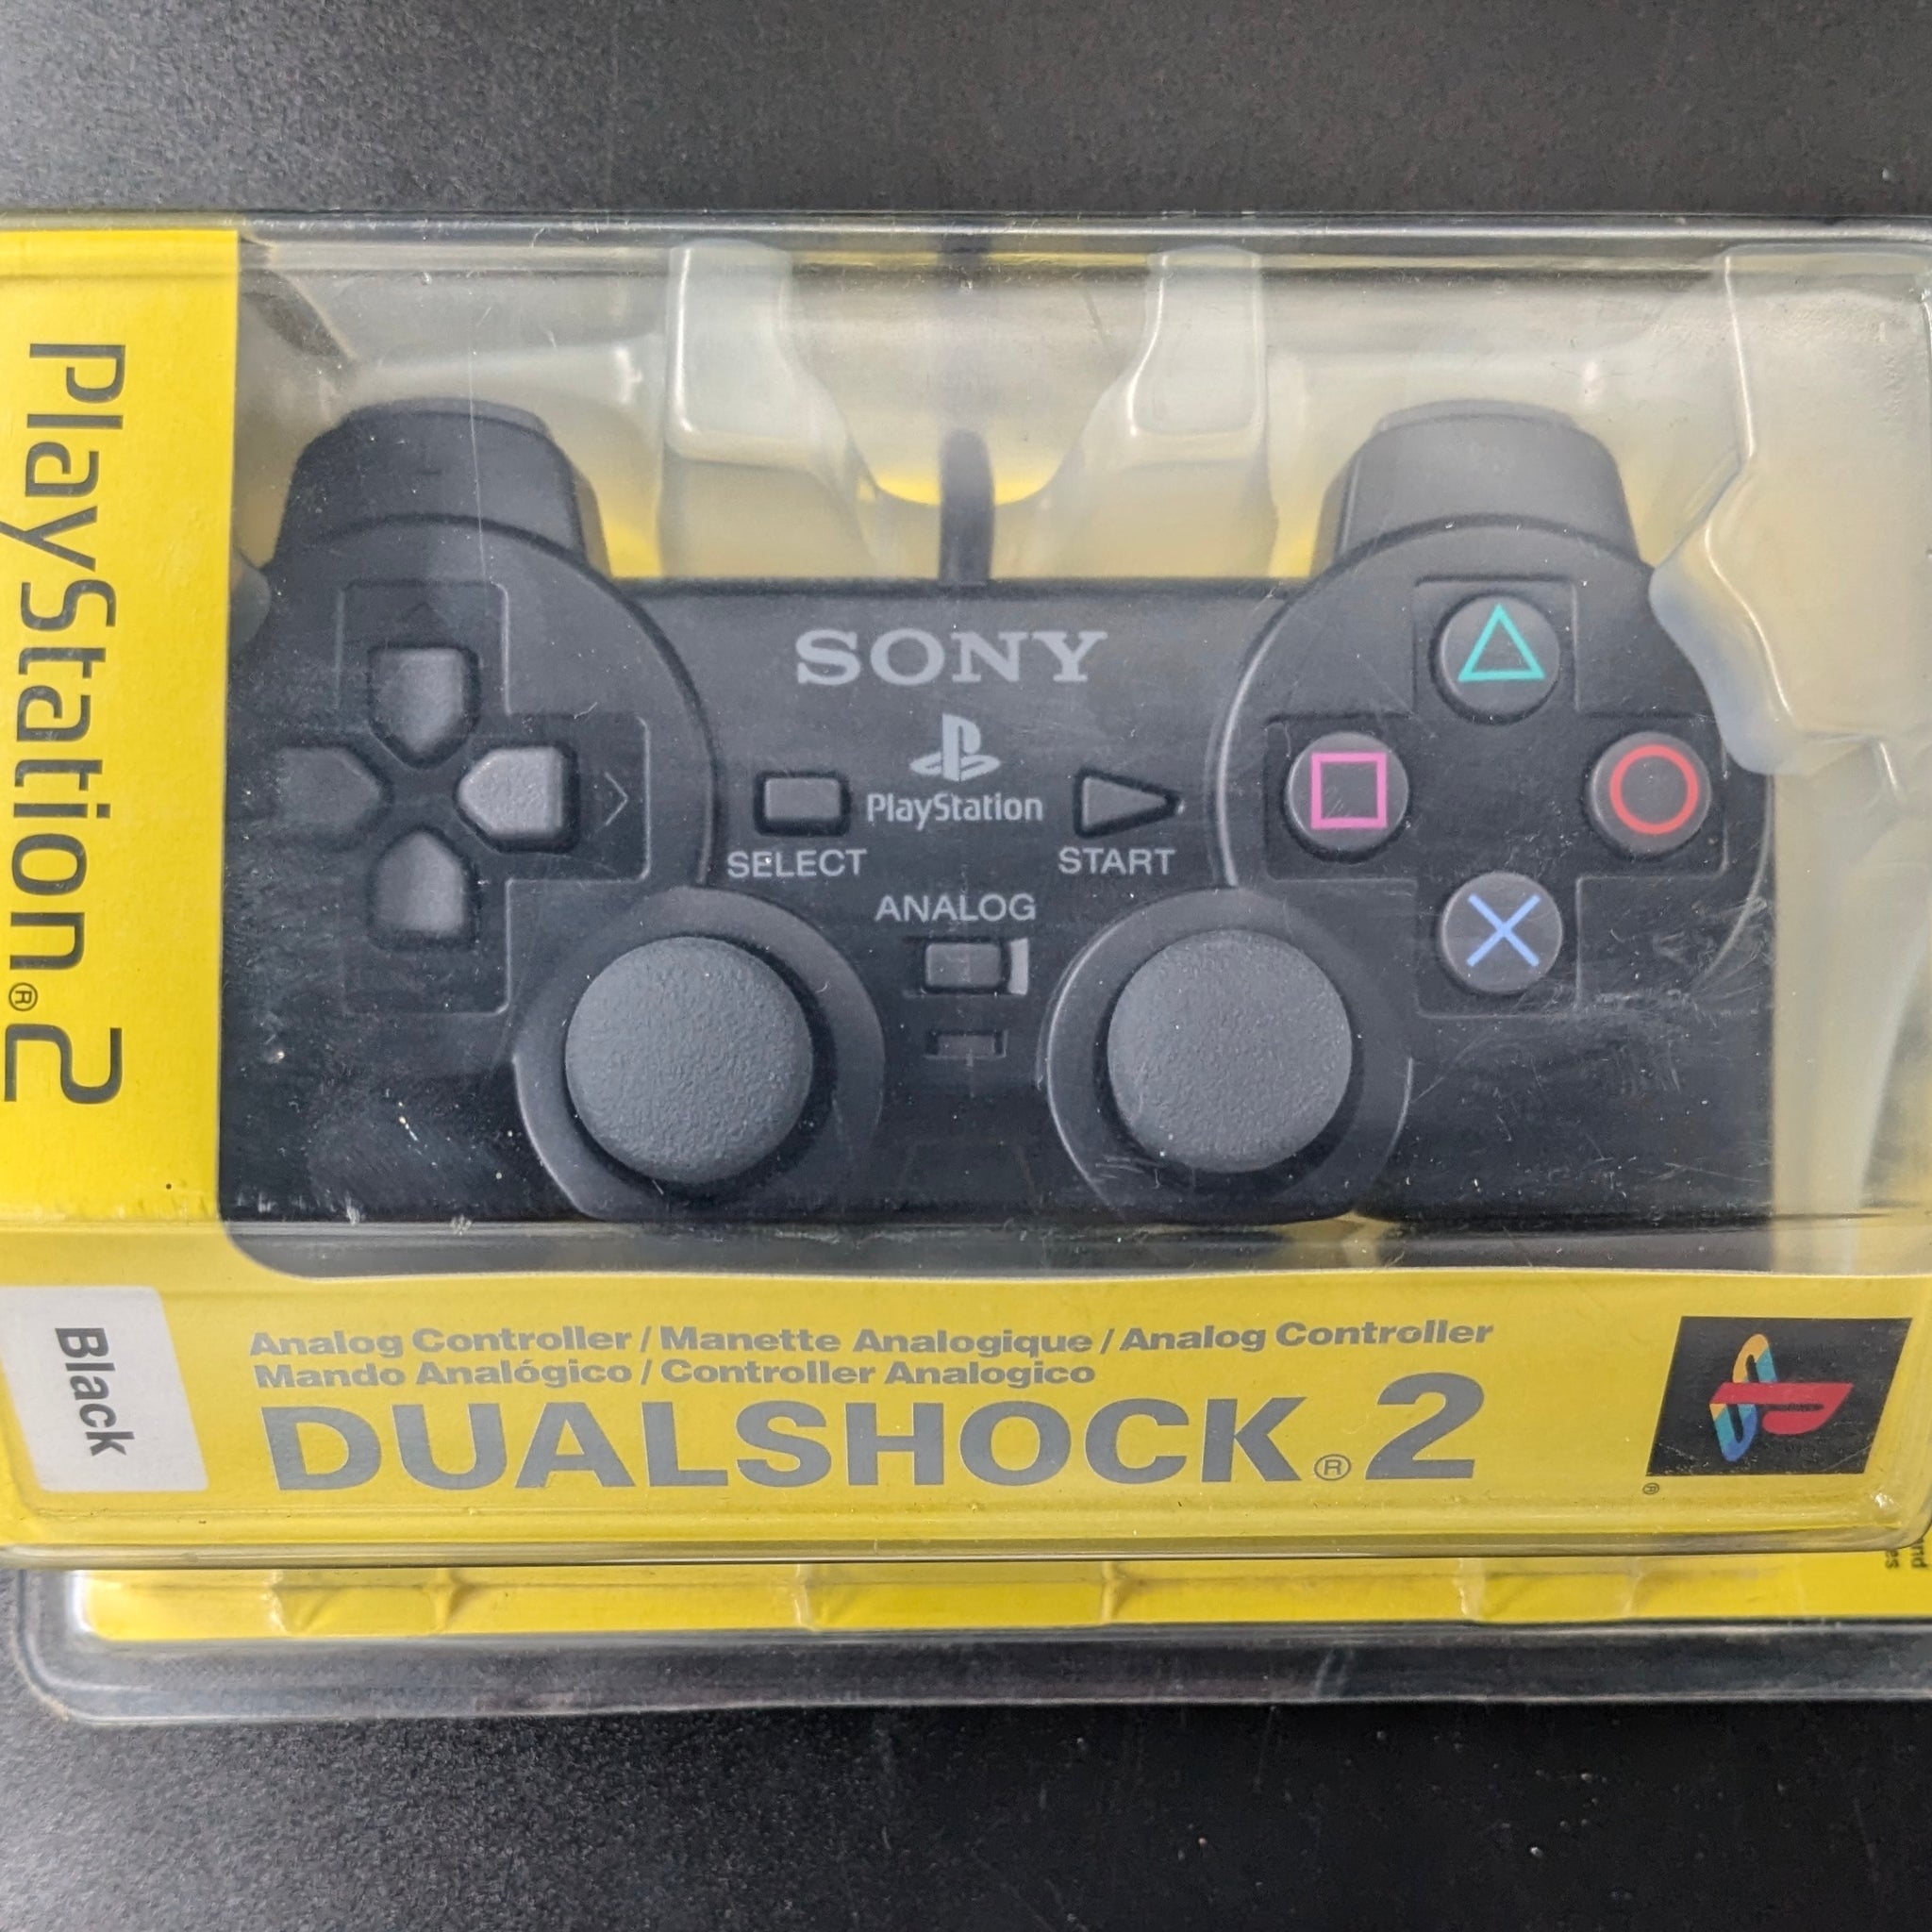 PlayStation®2
SONY
PlayStation
SELECT
START
ANALOG
Black
Analog Controller / Manette Analogique / Analog Controller
Mando Analógico / Controller Analogico
DUALSHOCK®2
®